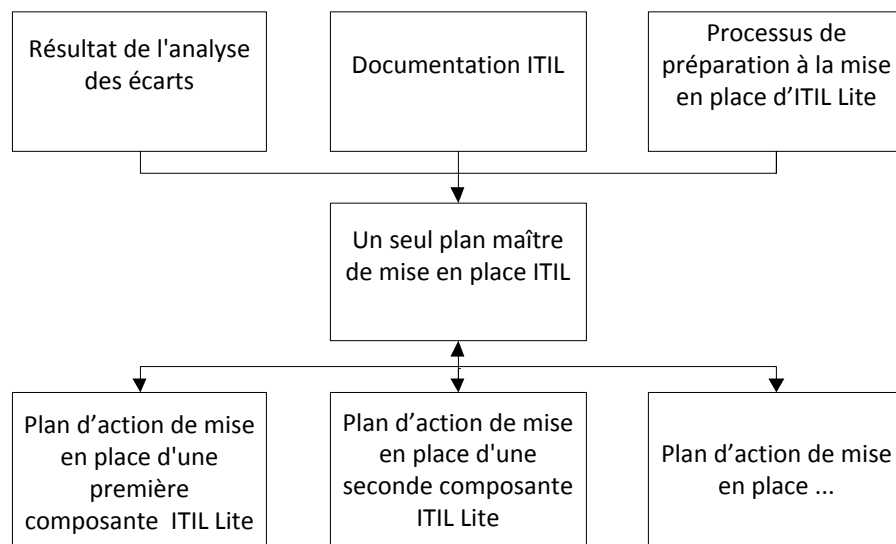 Résultat de l'analyse
des écarts
Documentation ITIL
Processus de
préparation à la mise
en place d’ITIL Lite
Un seul plan maître
de mise en place ITIL
Plan d’action de mise
en place d'une
première
composante  ITIL Lite
Plan d’action de mise
en place d'une
seconde composante
ITIL Lite
Plan d’action de mise
en place ...